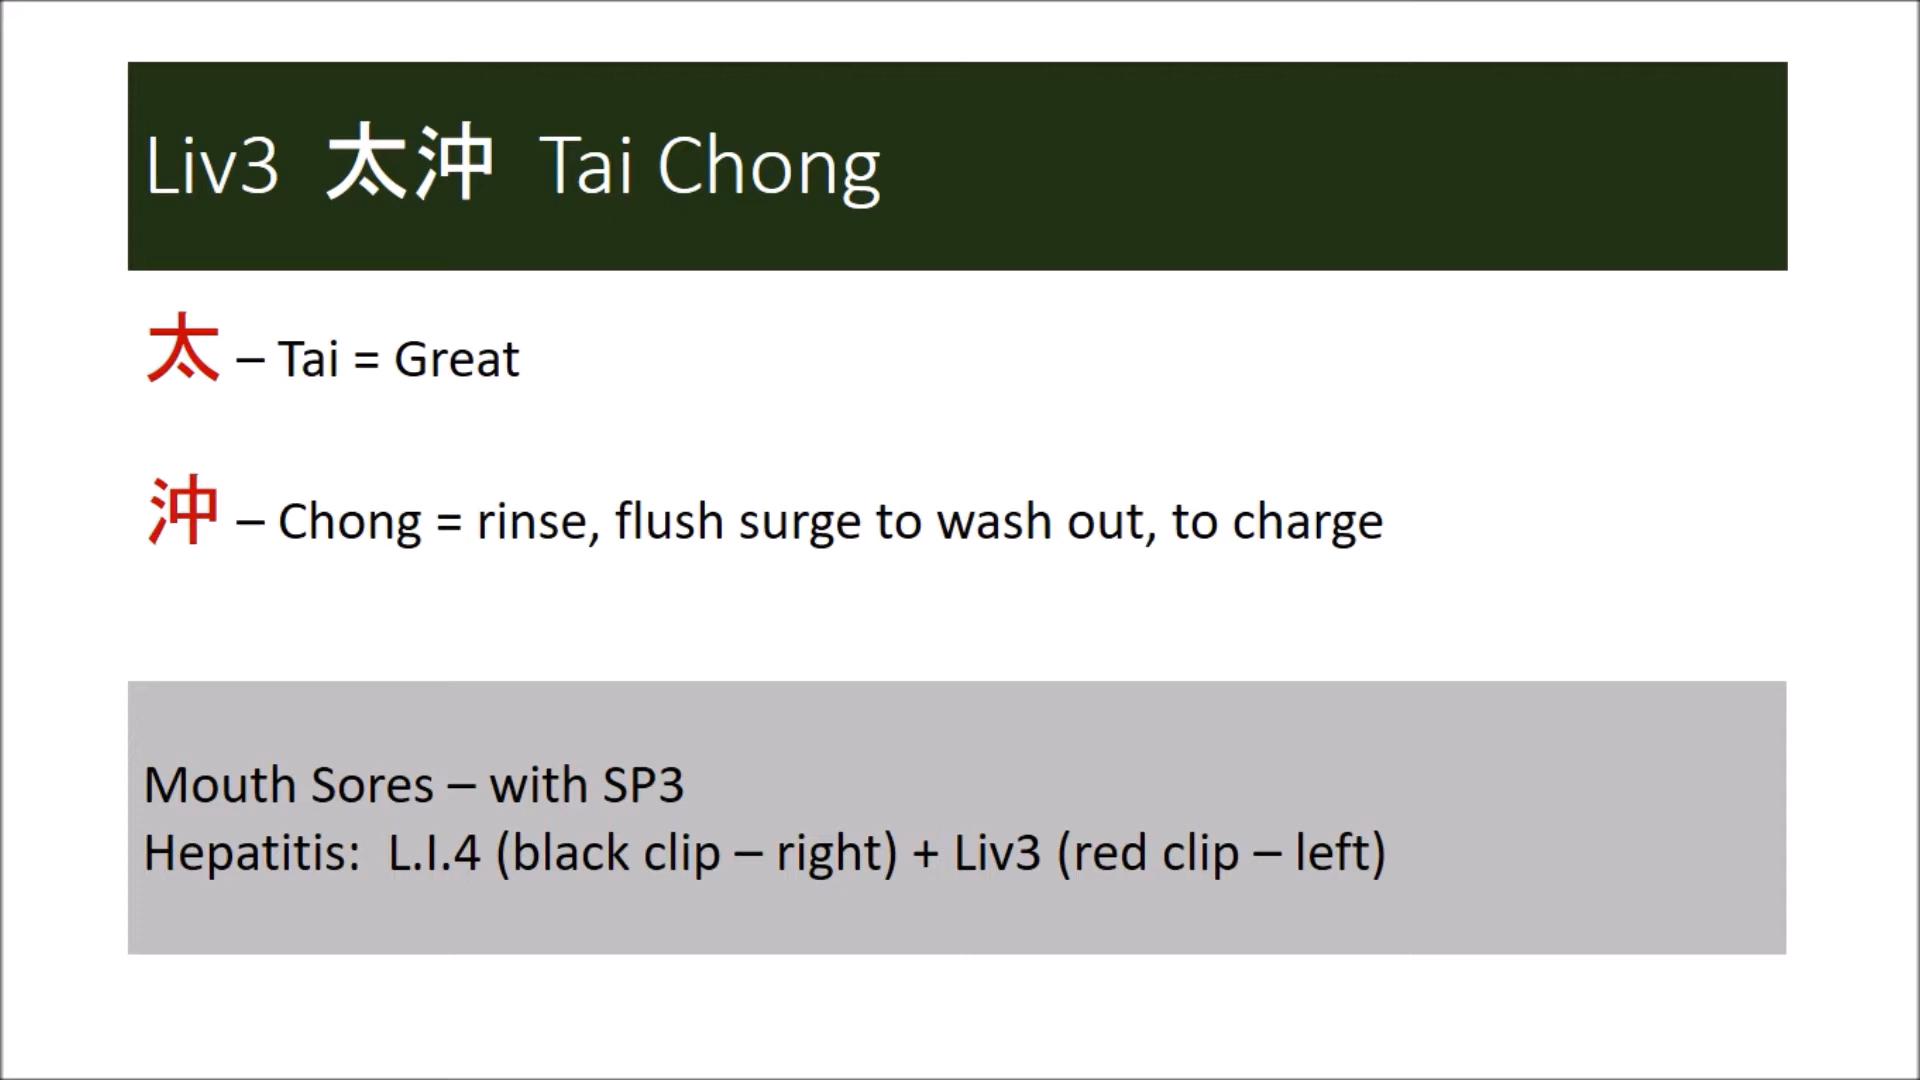 Liv3 太沖 Tai Chong
太 – Tai = Great
沖 – Chong = rinse, flush surge to wash out, to charge
Mouth Sores – with SP3
Hepatitis: L.I.4 (black clip – right) + Liv3 (red clip – left)